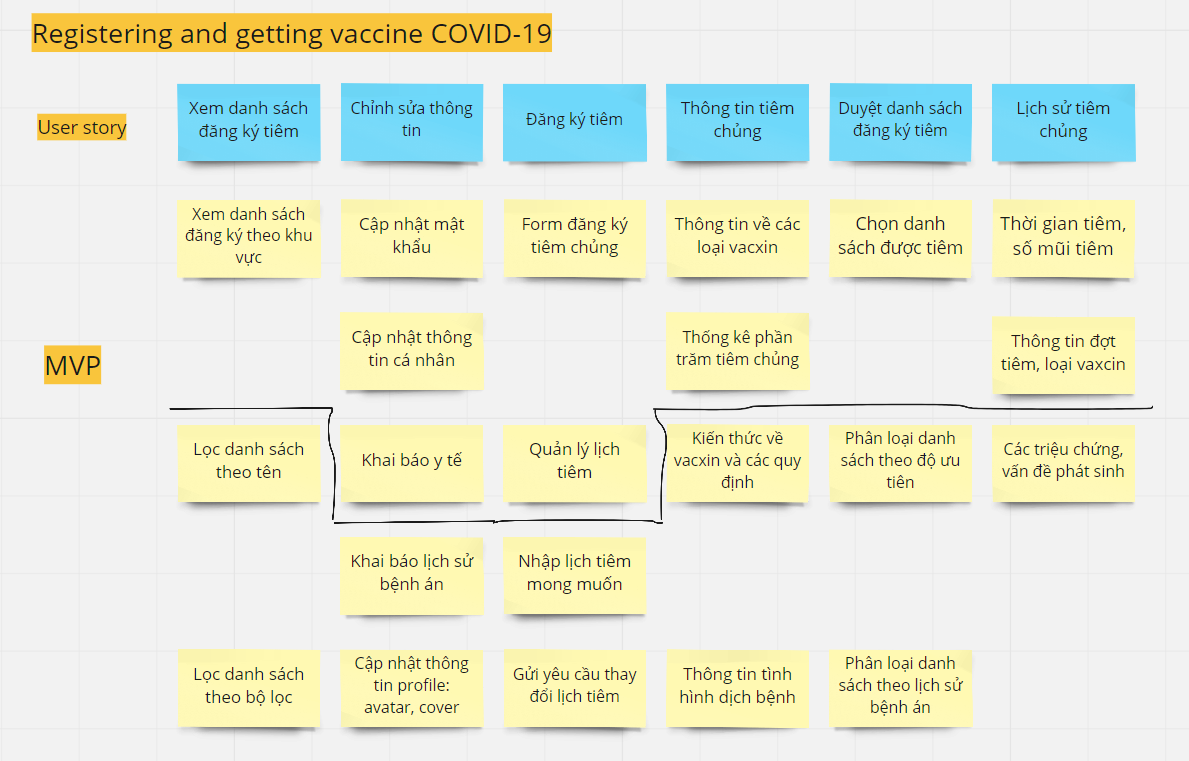 Registering and getting vaccine COVID-19
User story
Xem danh sách
đăng ký tiêm
Chỉnh sửa thông
tin
Đăng ký tiêm
Thông tin tiêm
chủng
Duyệt danh sách
đăng ký tiêm
Lịch sử tiêm
chủng
Xem danh sách
đăng ký theo khu
vực
Cập nhật mật
khẩu
Form đăng ký
tiêm chủng
Thông tin về các
loại vacxin
Chọn danh
sách được tiêm
Thời gian tiêm,
số mũi tiêm
MVP
Cập nhật thông
tin cá nhân
Thống kê phần
trăm tiêm chủng
Thông tin đợt
tiêm, loại vaxcin
Lọc danh sách
theo tên
Khai báo y tế
Quản lý lịch
tiêm
Kiến thức về
vacxin và các quy
định
Phân loại danh
sách theo độ ưu
tiên
Các triệu chứng,
vấn đề phát sinh
Khai báo lịch sử
bệnh án
Nhập lịch tiêm
mong muốn
Lọc danh sách
theo bộ lọc
Cập nhật thông
tin profile:
avatar, cover
Gửi yêu cầu thay
đổi lịch tiêm
Thông tin tình
hình dịch bệnh
Phân loại danh
sách theo lịch sử
bệnh án